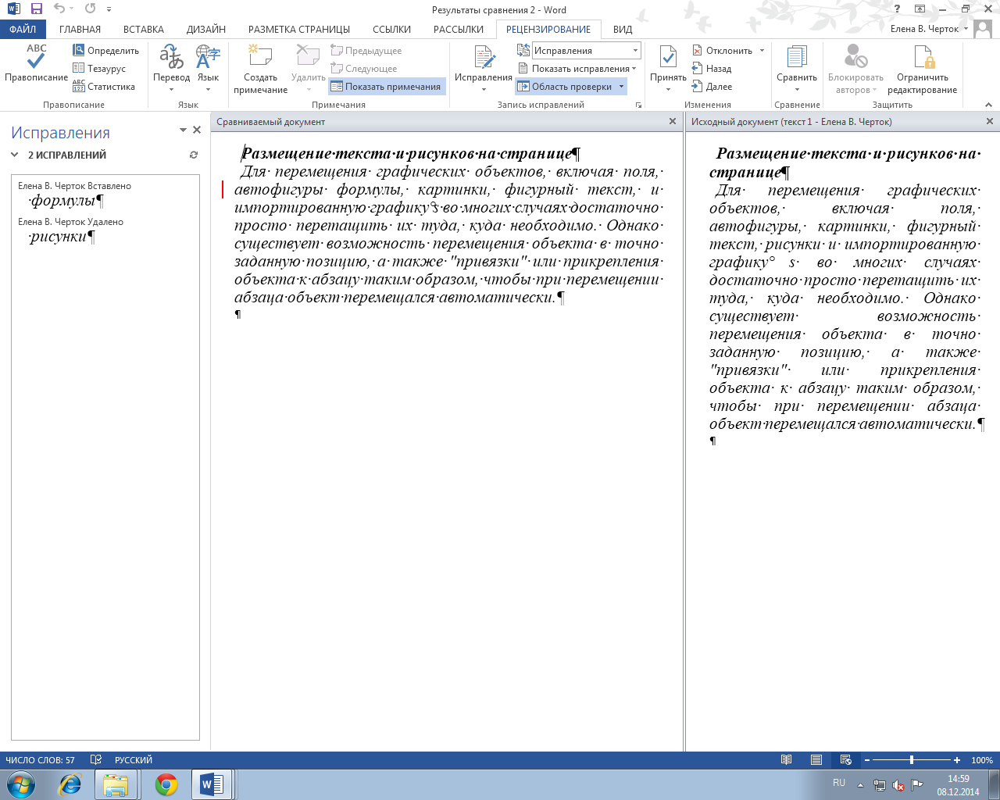 Результаты сравнения 2 - Word
?
ФАЙЛ ГЛАВНАЯ ВСТАВКА ДИЗАЙН РАЗМЕТКА СТРАНИЦЫ ССЫЛКИ РАССЫЛКИ РЕЦЕНЗИРОВАНИЕ ВИД Елена В. Черток
ABC
Правописание
Определить
Тезаурус
ABC
123
Статистика
Правописание
Перевод
Язык
Язык
Создать
примечание
Удалить
Предыдущее
Следующее
Показать примечания
Примечания
Исправления
Исправления
Показать исправления
Область проверки
Запись исправлений
Принять
Отклонить
Назад
Далее
Изменения
Сравнить
Сравнение
Блокировать
авторов
Ограничить
редактирование
Защитить
Исправления
2 ИСПРАВЛЕНИЙ
Елена В. Черток Вставлено
·формулы¶
Елена В. Черток Удалено
·рисунки¶
Сравниваемый документ
Размещение·текста·и·рисунков·на·странице¶
Для· перемещения· графических· объектов,· включая· поля,·
автофигуры· формулы,· картинки,· фигурный· текст,· и·
импортированную·графику°s·во·многих·случаях·достаточно·
просто· перетащить· их· туда,· куда· необходимо.· Однако·
существует· возможность· перемещения· объекта· в· точно·
заданную·позицию,·а·также·"привязки"·или·прикрепления·
объекта·к·абзацу·таким·образом,·чтобы·при·перемещении·
абзаца·объект·перемещался·автоматически.¶
¶
Исходный документ (текст1 - Елена В. Черток)
Размещение·текста·и·рисунков·на·
странице¶
Для· перемещения· графических·
объектов,· включая· поля,·
автофигуры,· картинки,· фигурный·
текст,· рисунки· и· импортированную·
графику° s· во· многих· случаях·
достаточно·просто·перетащить·их·
туда,· куда· необходимо.· Однако·
существует· возможность·
перемещения· объекта· в· точно·
заданную· позицию,· а· также·
"привязки"· или· прикрепления·
объекта· к· абзацу· таким· образом,·
чтобы· при· перемещении· абзаца·
объект·перемещался·автоматически.¶
¶
ЧИСЛО СЛОВ: 57 РУССКИЙ 100%
RU
14:59
08.12.2014